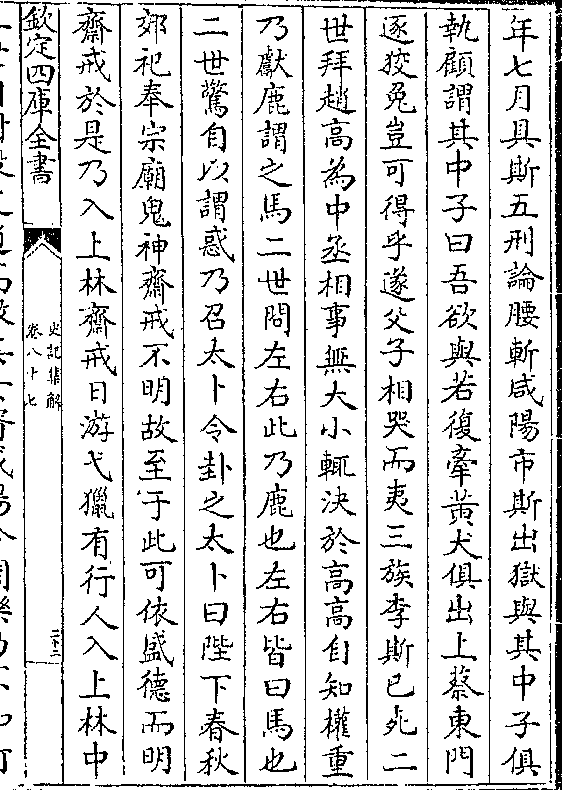 年七月具斯五刑論腰斬咸陽市斯出獄與其中子俱
執顧謂其中子曰吾欲與若復牽黃犬俱出上蔡東門
逐狡兔豈可得乎遂父子相哭而夷三族李斯已死二
世拜趙高為中丞相事無大小輒決於高高自知權重
乃獻鹿謂之馬二世問左右此乃鹿也左右皆曰馬也
二世驚自以謂惑乃召太卜令卦之太卜曰陛下春秋
郊祀奉宗廟鬼神齋戒不明故至于此可依盛德而明
齋戒於是乃入上林齋戒日游弋獵有行人入上林中
欽定四庫全書
史記集解
卷八十七